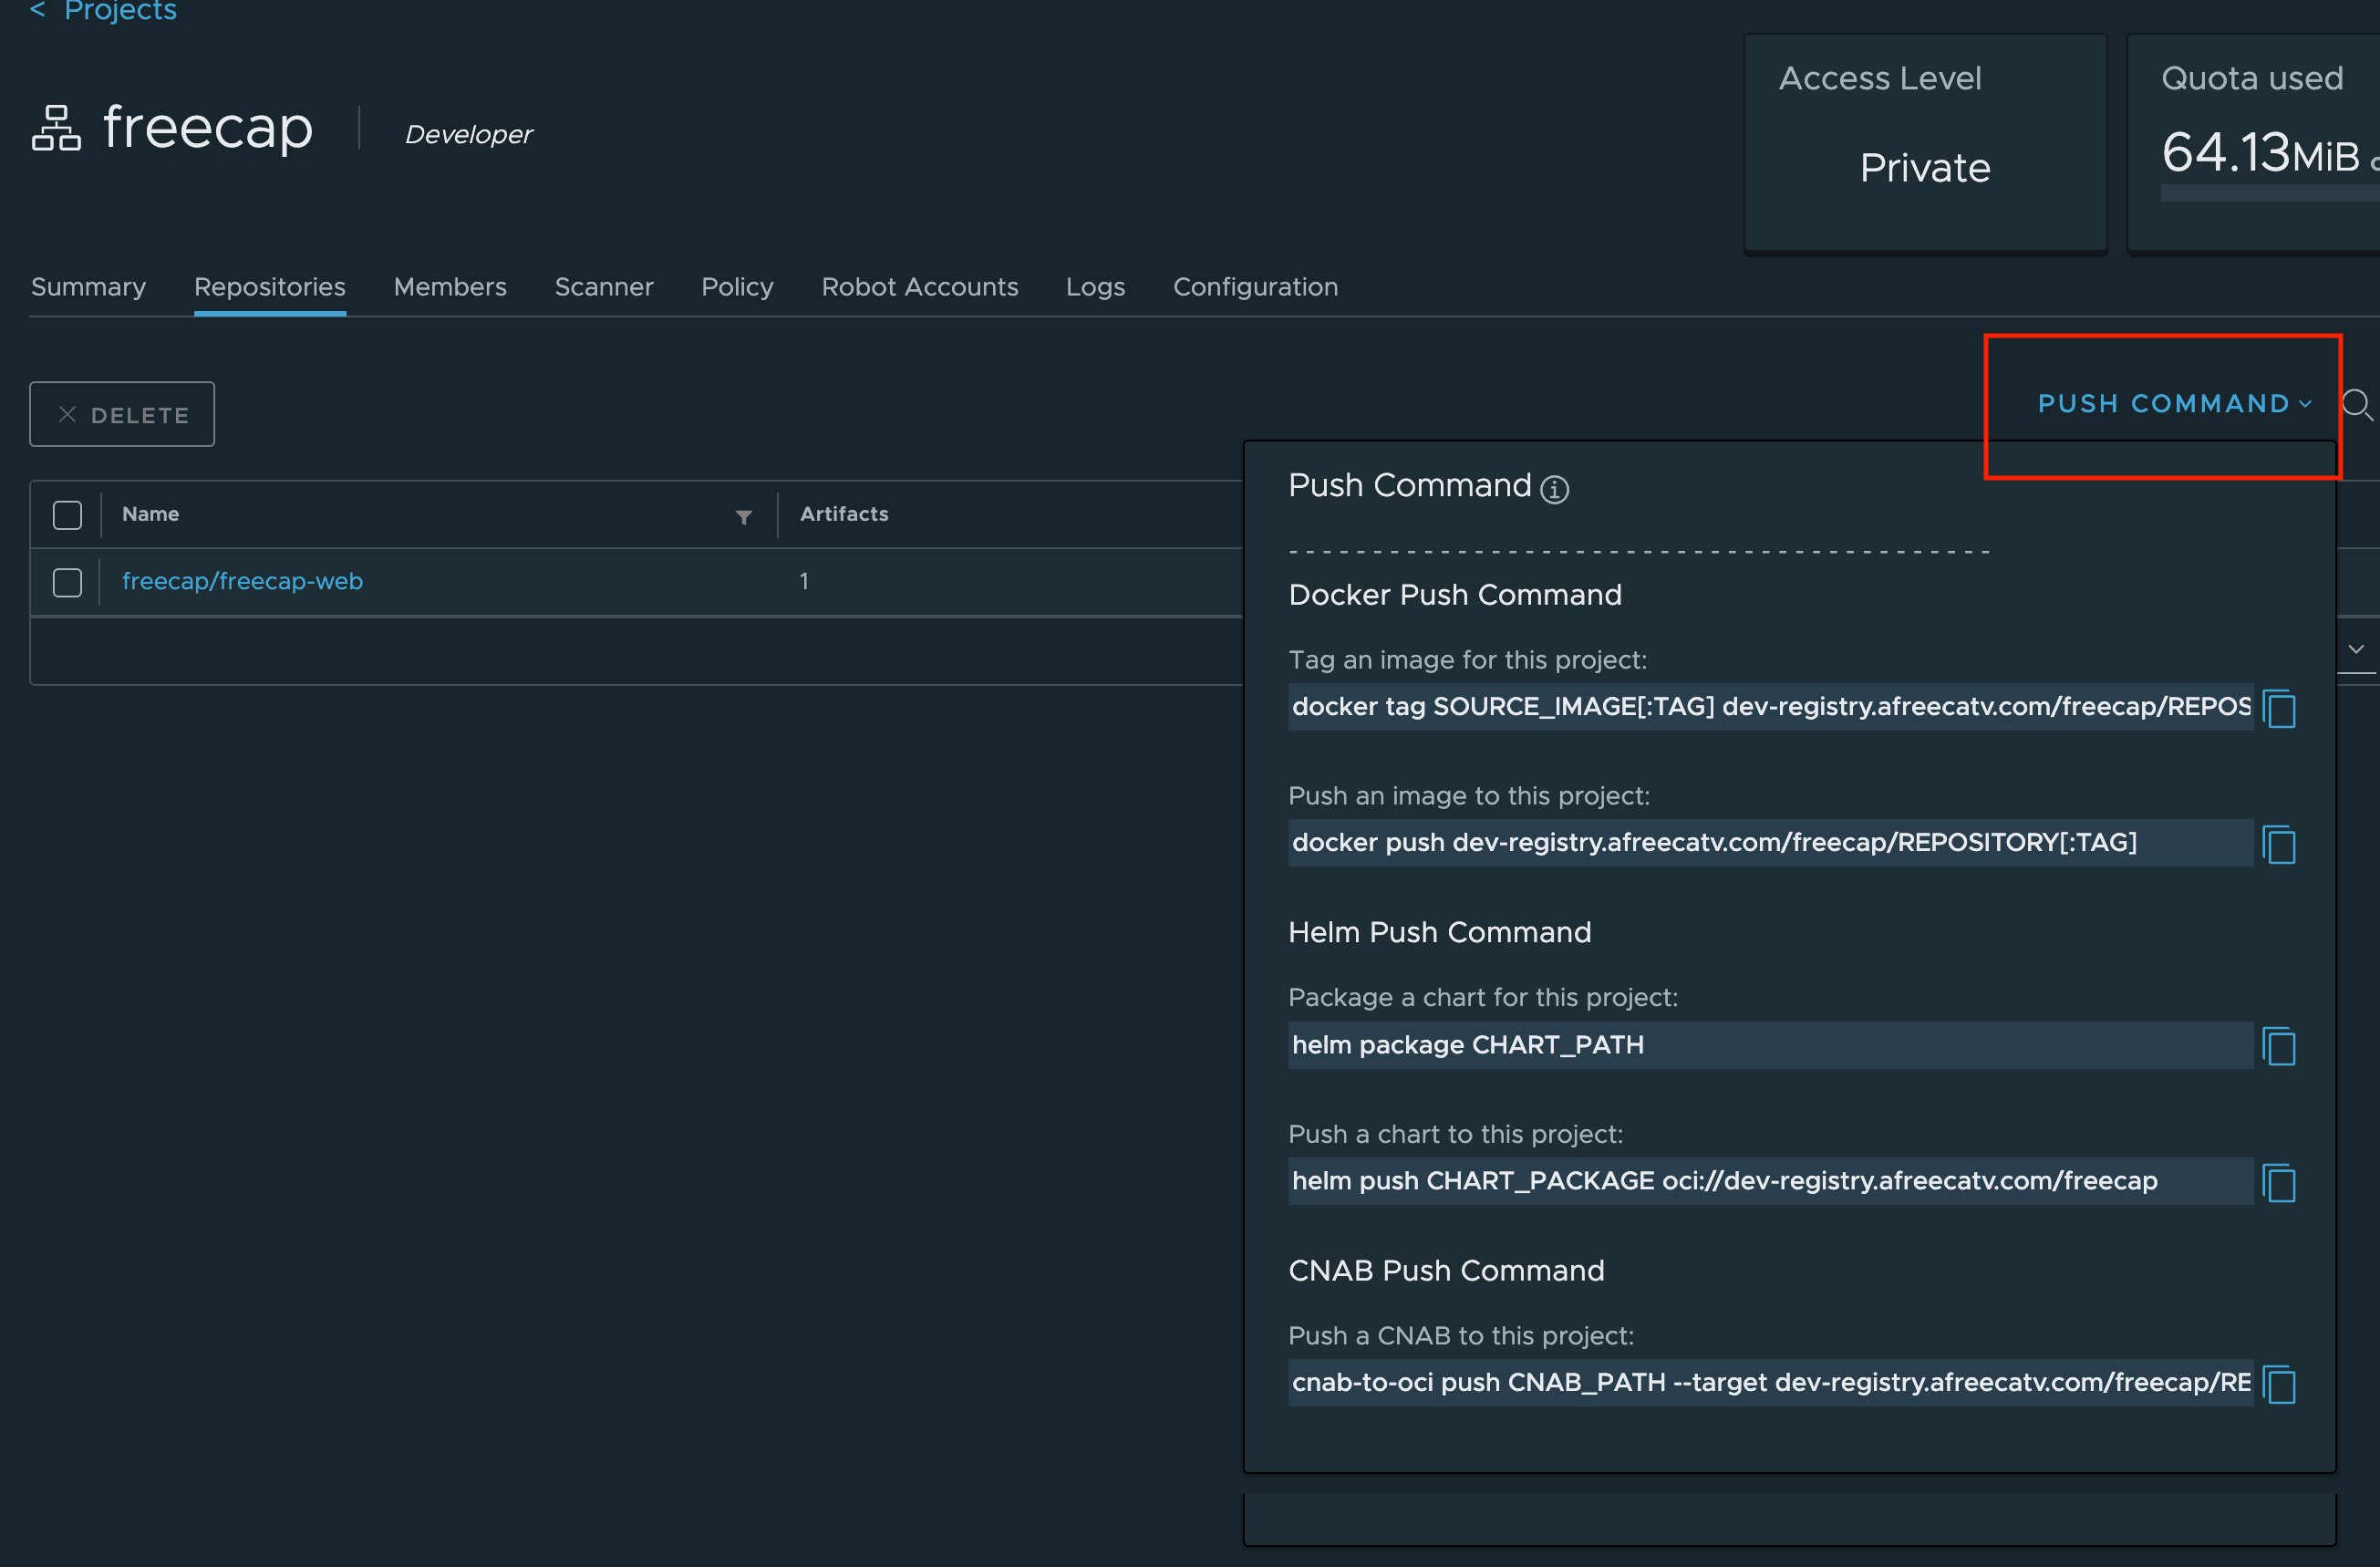 < Projects
freecap
Developer
Access Level
Private
Quota used
64.13MiB
Summary
Repositories
Members
Scanner
Policy
Robot Accounts
Logs
Configuration
DELETE
PUSH COMMAND
Name
Artifacts
freecap/freecap-web
1
Push Command
----------------------------------------
Docker Push Command
Tag an image for this project:
docker tag SOURCE_IMAGE[:TAG] dev-registry.afreecatv.com/freecap/REPOS
Push an image to this project:
docker push dev-registry.afreecatv.com/freecap/REPOSITORY[:TAG]
Helm Push Command
Package a chart for this project:
helm package CHART_PATH
Push a chart to this project:
helm push CHART_PACKAGE oci://dev-registry.afreecatv.com/freecap
CNAB Push Command
Push a CNAB to this project:
cnab-to-oci push CNAB_PATH --target dev-registry.afreecatv.com/freecap/RE